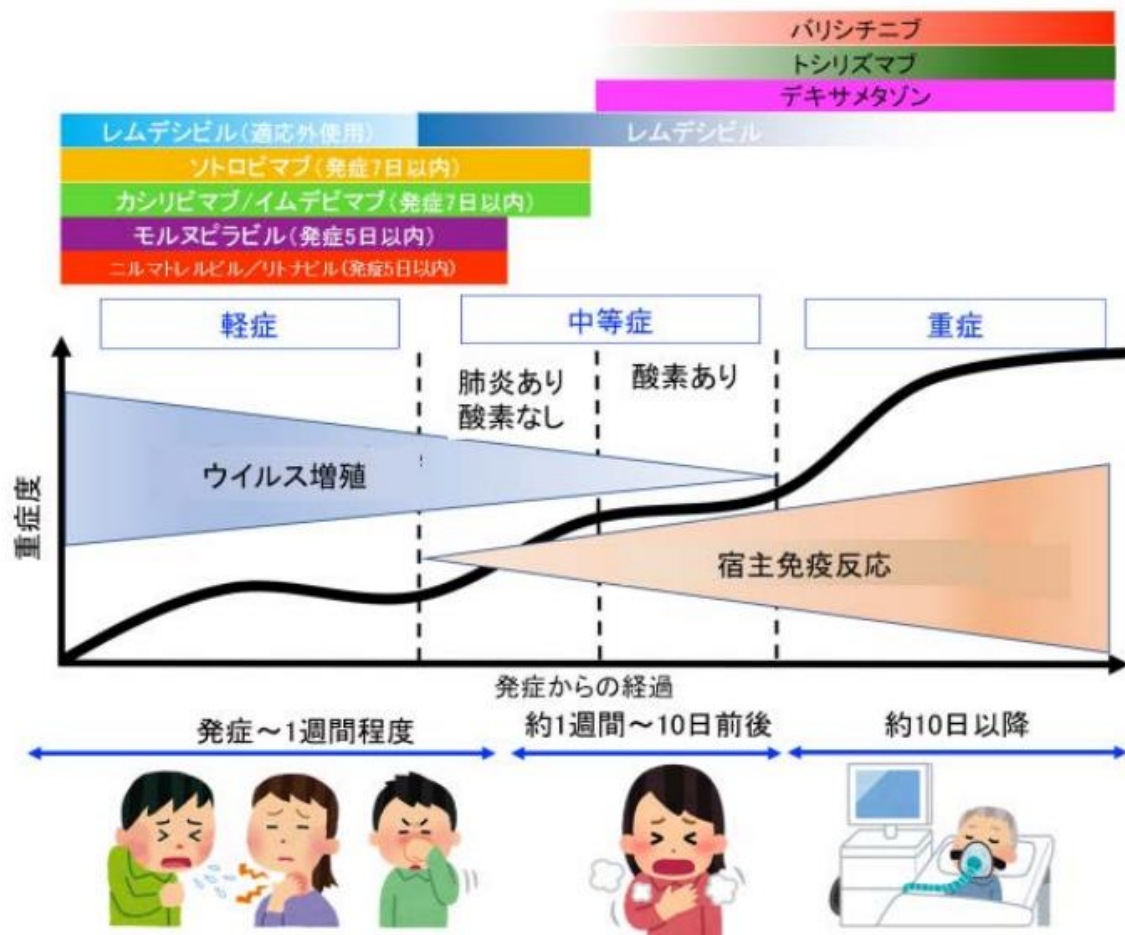 バリシチニブ
トシリズマブ
デキサメタゾン
レムデシビル(適応外使用)
レムデシビル
ソトロビマブ(発症7日以内)
カシリビマブ/イムデビマブ(発症7日以内)
モルヌピラビル(発症5日以内)
ニルマトレルビル/リトナビル(発症5日以内)
軽症
中等症
重症
肺炎あり
酸素なし
酸素あり
ウイルス増殖
重症度
宿主免疫反応
発症からの経過
発症～1週間程度
約1週間～10日前後
約10日以降